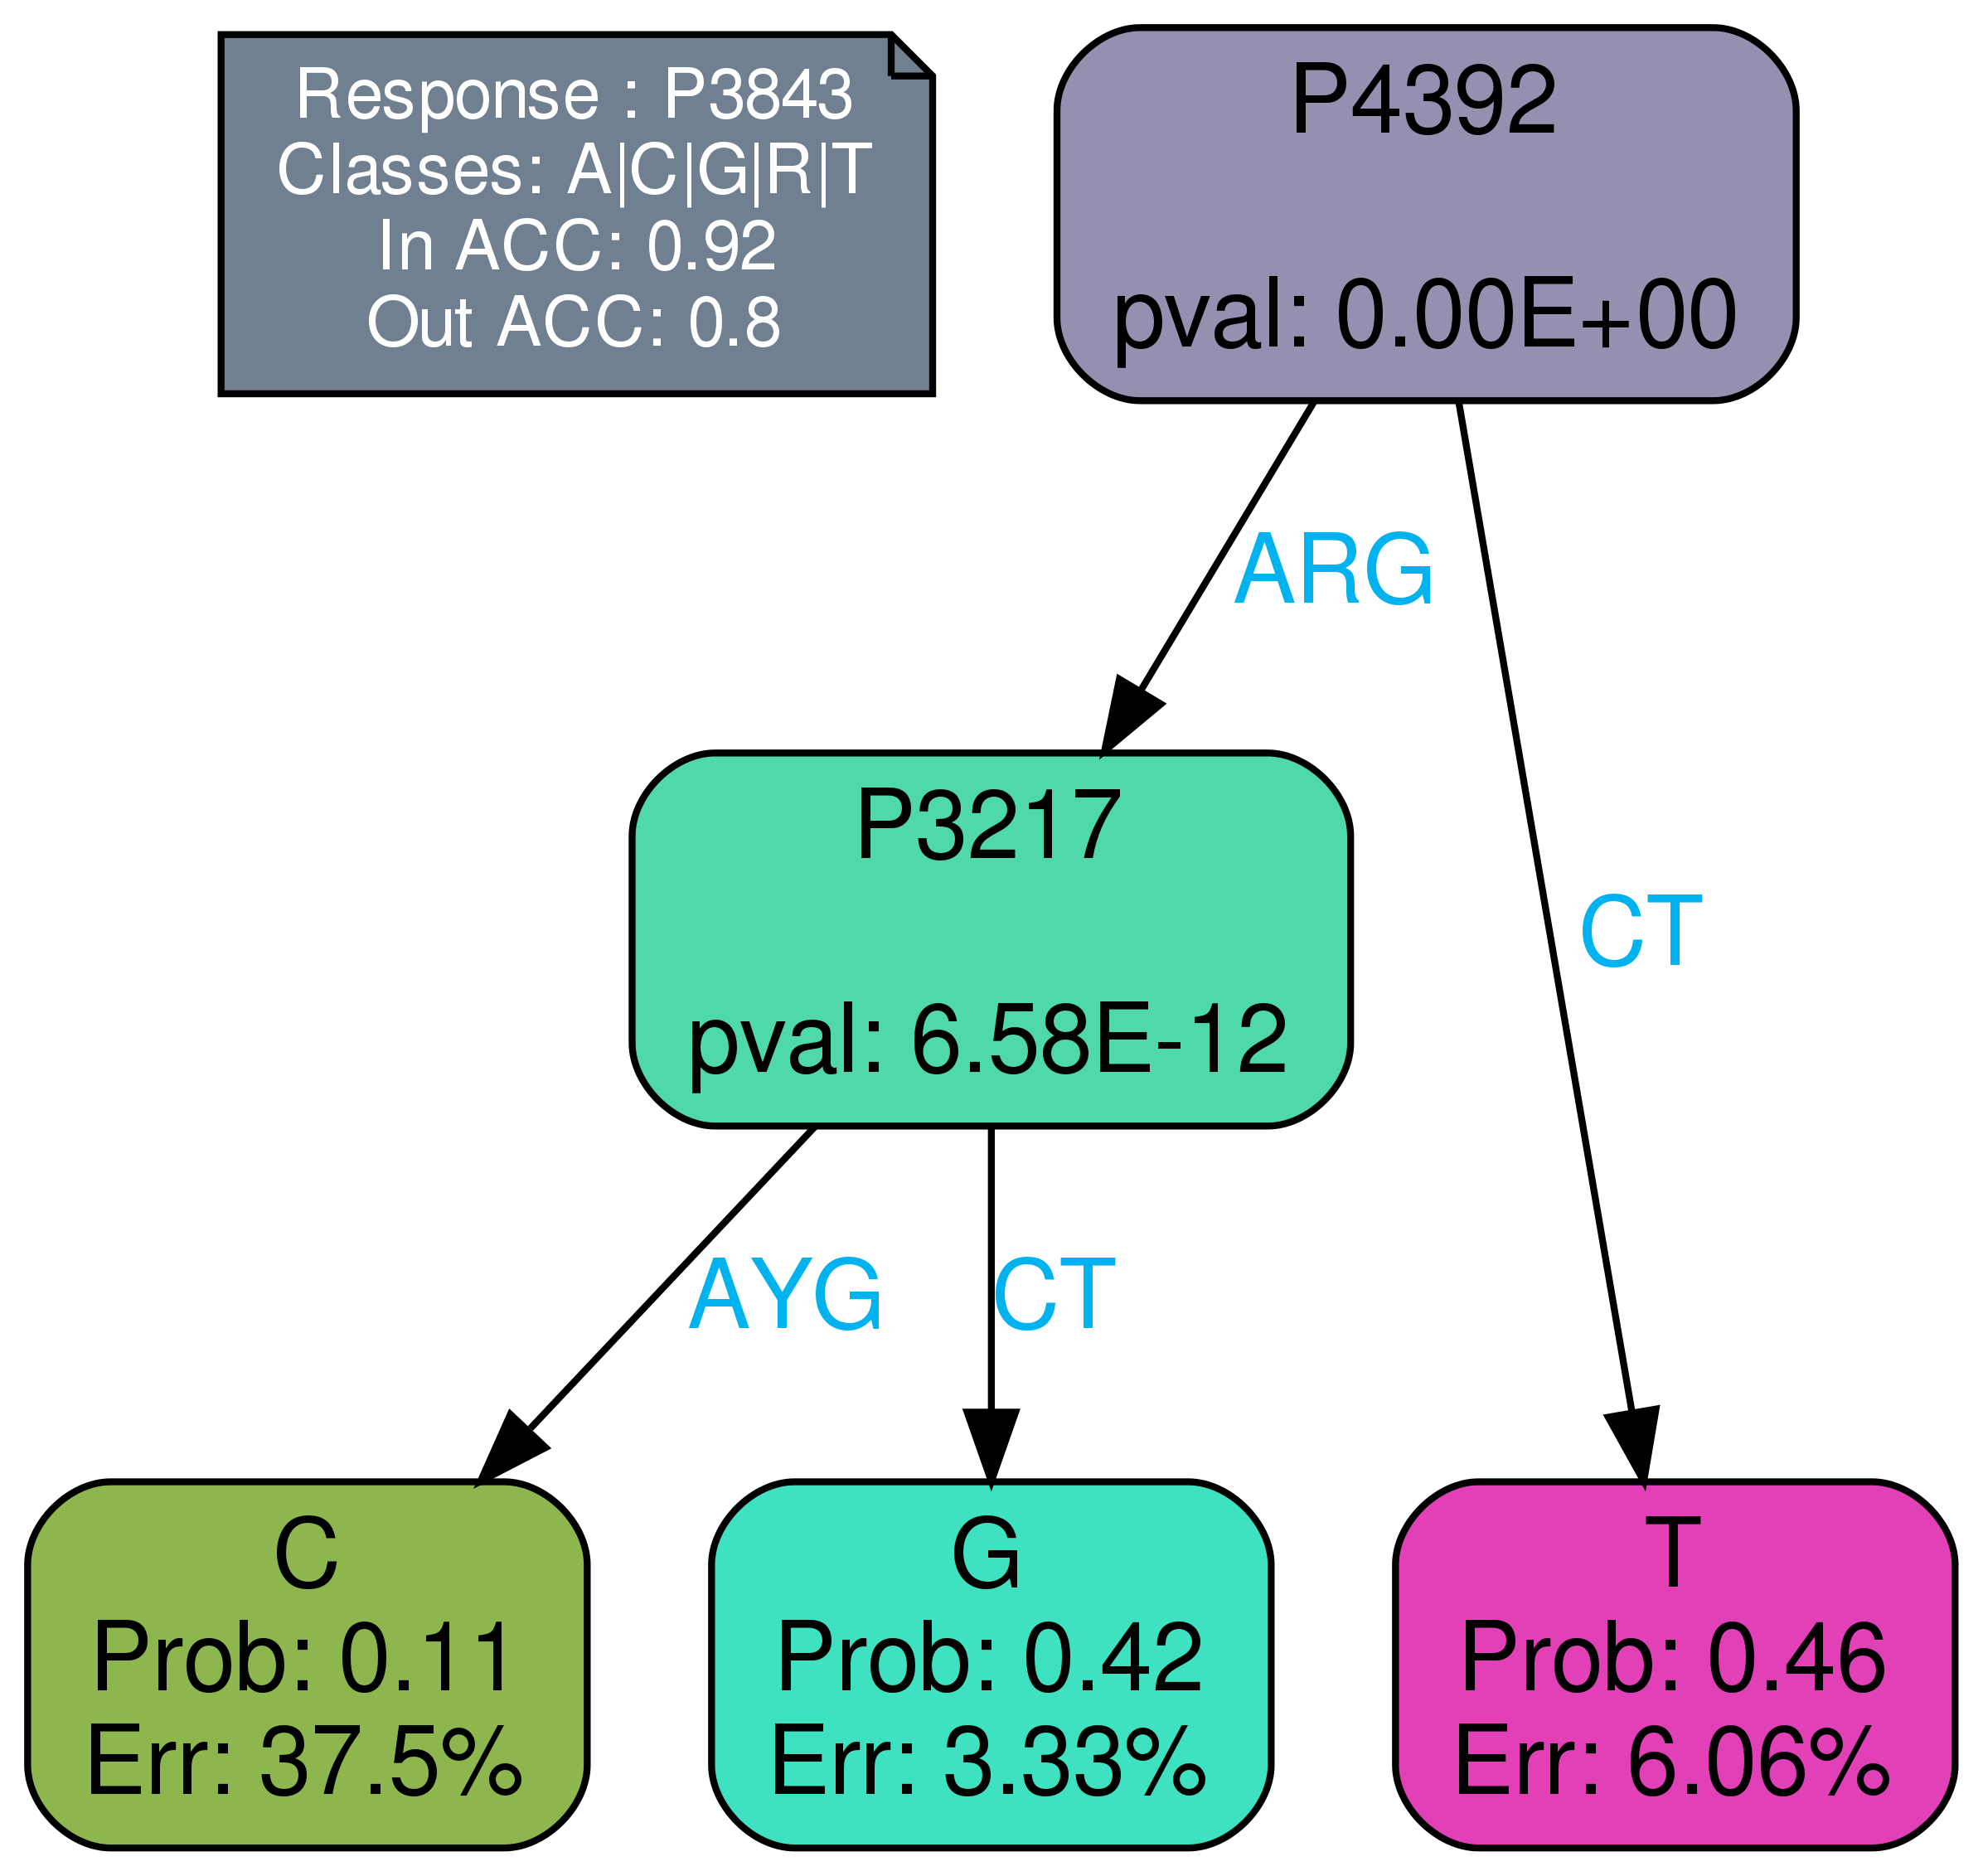 Response : P3843
Classes: A|C|G|R|T
In ACC: 0.92
Out ACC: 0.8
P4392
pval: 0.00E+00
ARG
P3217
pval: 6.58E-12
CT
AYG
CT
C
Prob: 0.11
Err: 37.5%
G
Prob: 0.42
Err: 3.33%
T
Prob: 0.46
Err: 6.06%